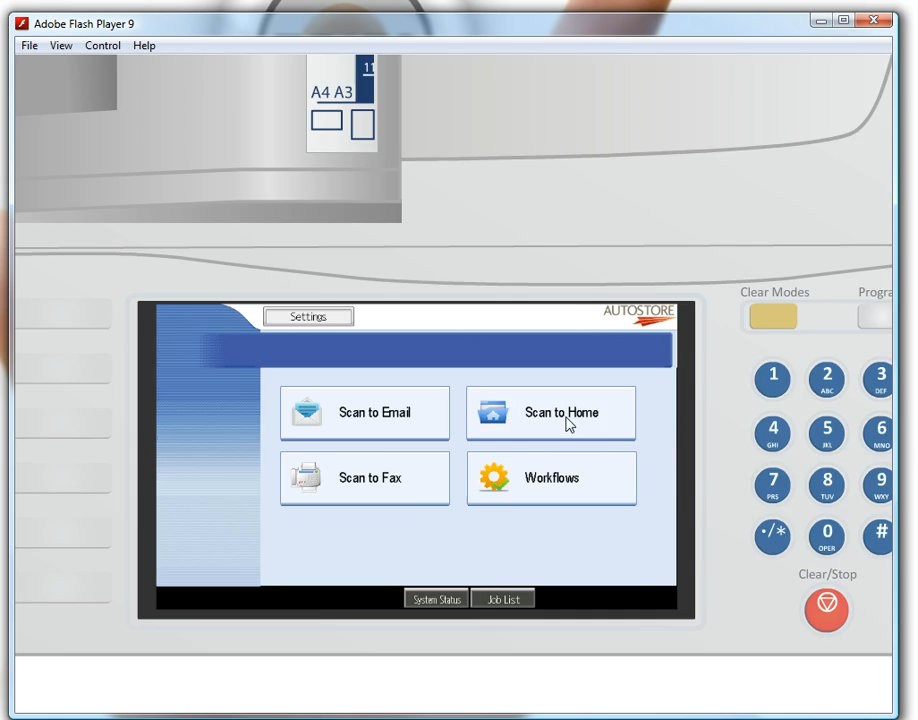 Adobe Flash Player 9
File View Control Help
11
A4 A3
Clear Modes
Progra
Settings
AUTOSTORE
Scan to Email
Scan to Home
Scan to Fax
Workflows
System Status
Job List
1
2
ABC
3
DEF
4
GHI
5
JKL
6
MNO
7
PRS
8
TUV
9
WXY
·/*
0
OPER
#
Clear/Stop